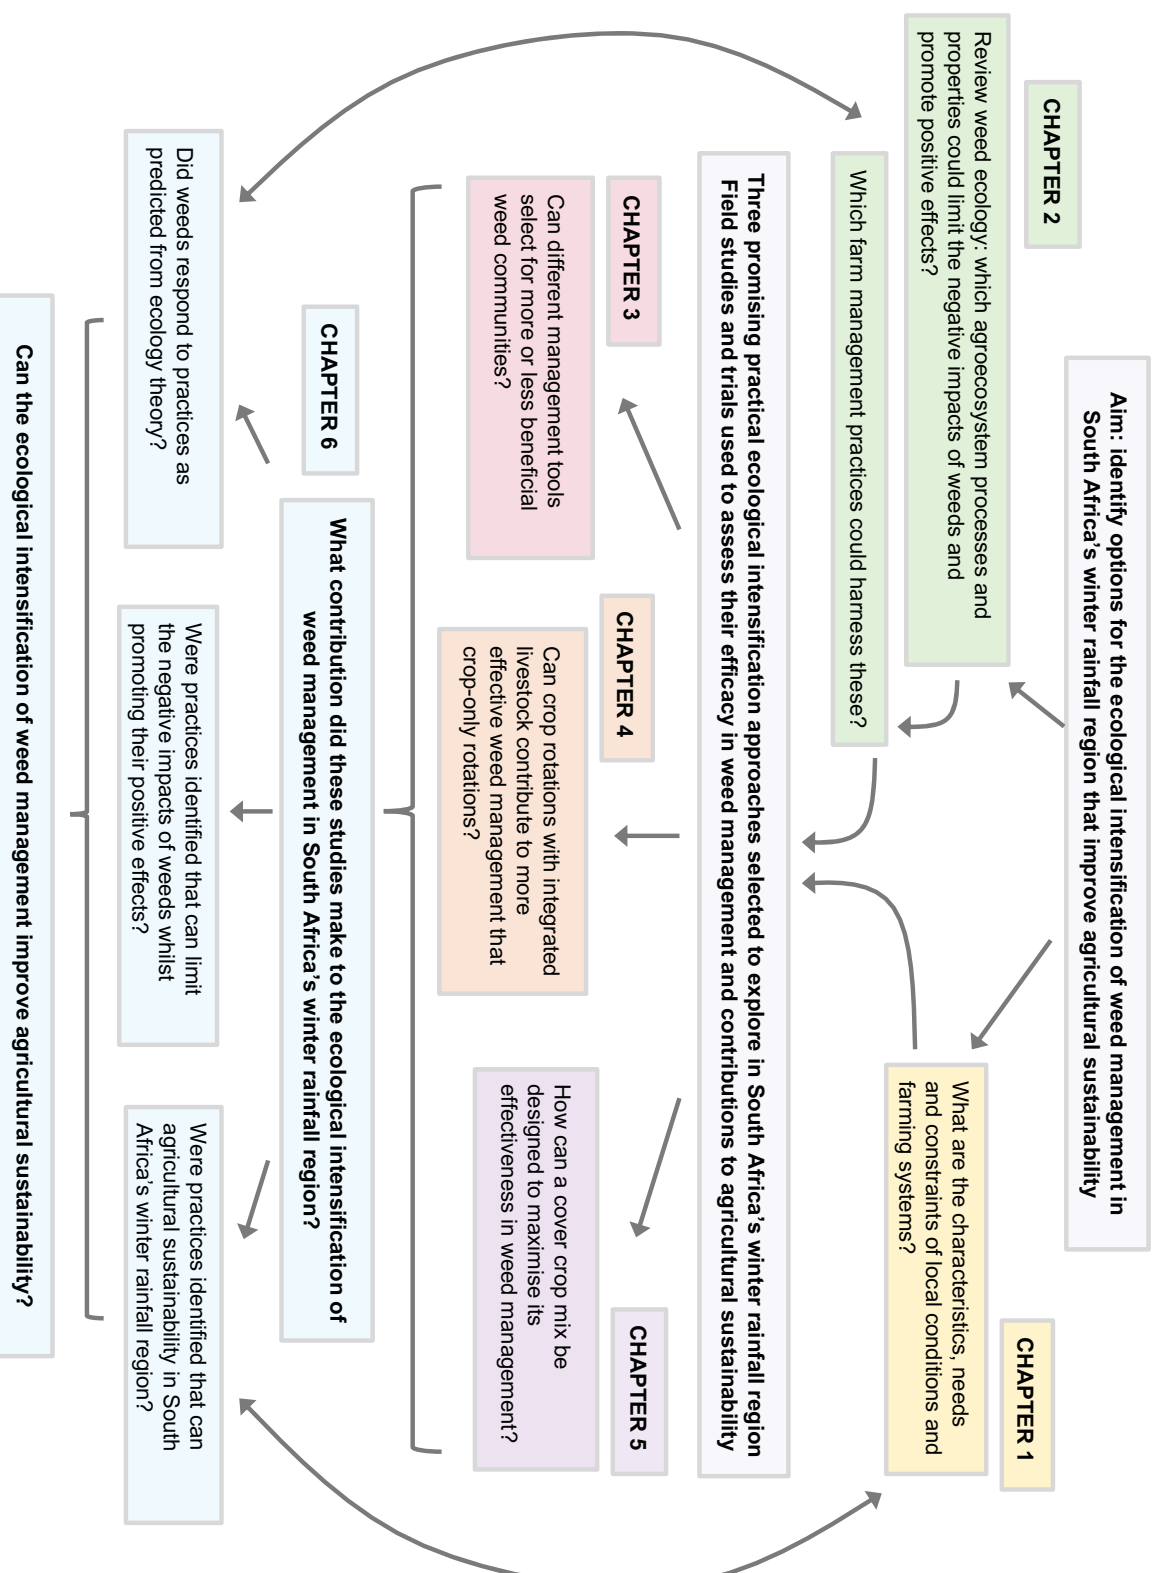 Aim: identify options for the ecological intensification of weed management in
South Africa's winter rainfall region that improve agricultural sustainability
CHAPTER 2
Review weed ecology: which agroecosystem processes and
properties could limit the negative impacts of weeds and
promote positive effects?
Which farm management practices could harness these?
CHAPTER 1
What are the characteristics, needs
and constraints of local conditions and
farming systems?
Three promising practical ecological intensification approaches selected to explore in South Africa's winter rainfall region
Field studies and trials used to assess their efficacy in weed management and contributions to agricultural sustainability
CHAPTER 3
Can different management tools
select for more or less beneficial
weed communities?
CHAPTER 4
Can crop rotations with integrated
livestock contribute to more
effective weed management that
crop-only rotations?
CHAPTER 5
How can a cover crop mix be
designed to maximise its
effectiveness in weed management?
CHAPTER 6
What contribution did these studies make to the ecological intensification of
weed management in South Africa's winter rainfall region?
Did weeds respond to practices as
predicted from ecology theory?
Were practices identified that can limit
the negative impacts of weeds whilst
promoting their positive effects?
Were practices identified that can
agricultural sustainability in South
Africa's winter rainfall region?
Can the ecological intensification of weed management improve agricultural sustainability?